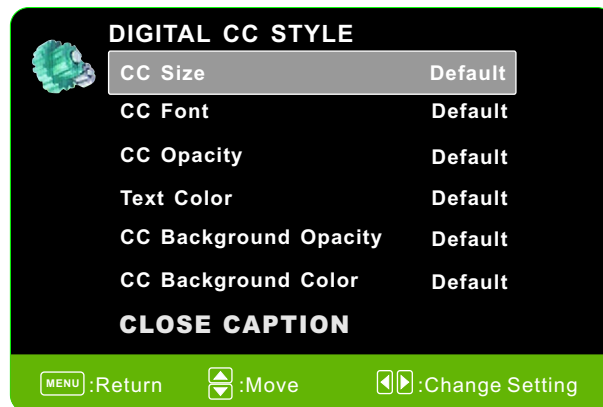 DIGITAL CC STYLE
CC Size Default
CC Font Default
CC Opacity Default
Text Color Default
CC Background Opacity Default
CC Background Color Default
CLOSE CAPTION
MENU :Return :Move :Change Setting